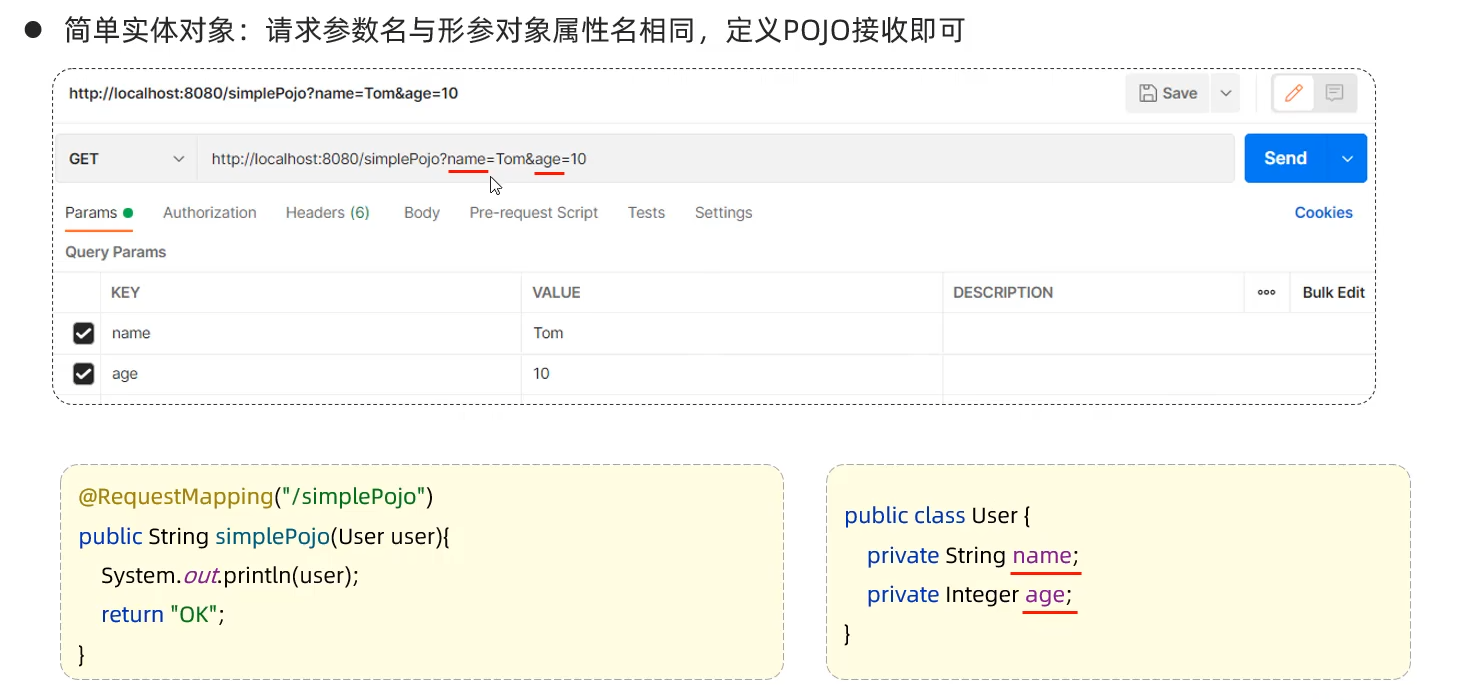 ● 简单实体对象：请求参数名与形参对象属性名相同，定义POJO接收即可
http://localhost:8080/simplePojo?name=Tom&age=10
Save
GET
http://localhost:8080/simplePojo?name=Tom&age=10
Send
Params
Authorization
Headers (6)
Body
Pre-request Script
Tests
Settings
Cookies
Query Params
KEY
VALUE
DESCRIPTION
Bulk Edit
name
Tom
age
10
@RequestMapping("/simplePojo")
public String simplePojo(User user){
System.out.println(user);
return "OK";
}
public class User {
private String name;
private Integer age;
}